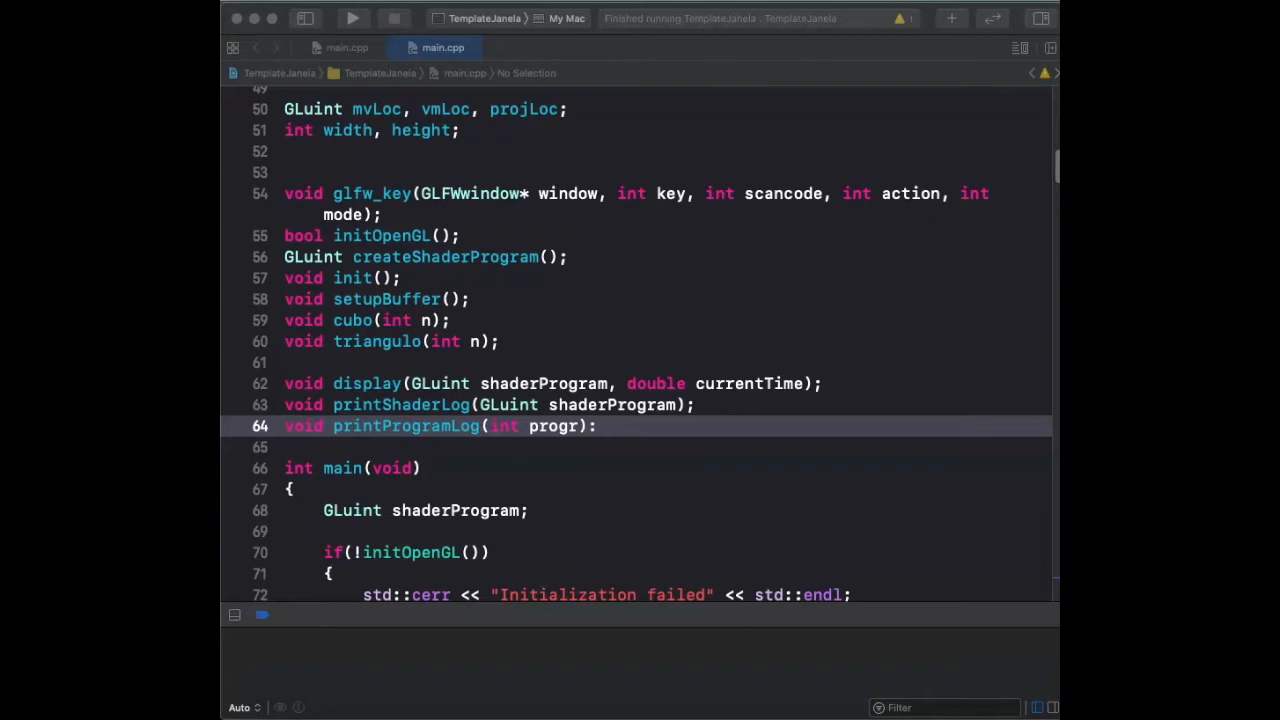 TemplateJanela > My Mac
Finished running TemplateJanela : TemplateJanela
1
main.cpp
main.cpp
TemplateJanela > TemplateJanela > main.cpp > No Selection
49
50 GLuint mvLoc, vmLoc, projLoc;
51 int width, height;
52
53
54 void glfw_key(GLFWwindow* window, int key, int scancode, int action, int
mode);
55 bool initOpenGL();
56 GLuint createShaderProgram();
57 void init();
58 void setupBuffer();
59 void cubo(int n);
60 void triangulo(int n);
61
62 void display(GLuint shaderProgram, double currentTime);
63 void printShaderLog(GLuint shaderProgram);
64 void printProgramLog(int progr):
65
66 int main(void)
67 {
68 GLuint shaderProgram;
69
70 if(!initOpenGL())
71 {
72 std::cerr << "Initialization failed" << std::endl;
Auto
Filter